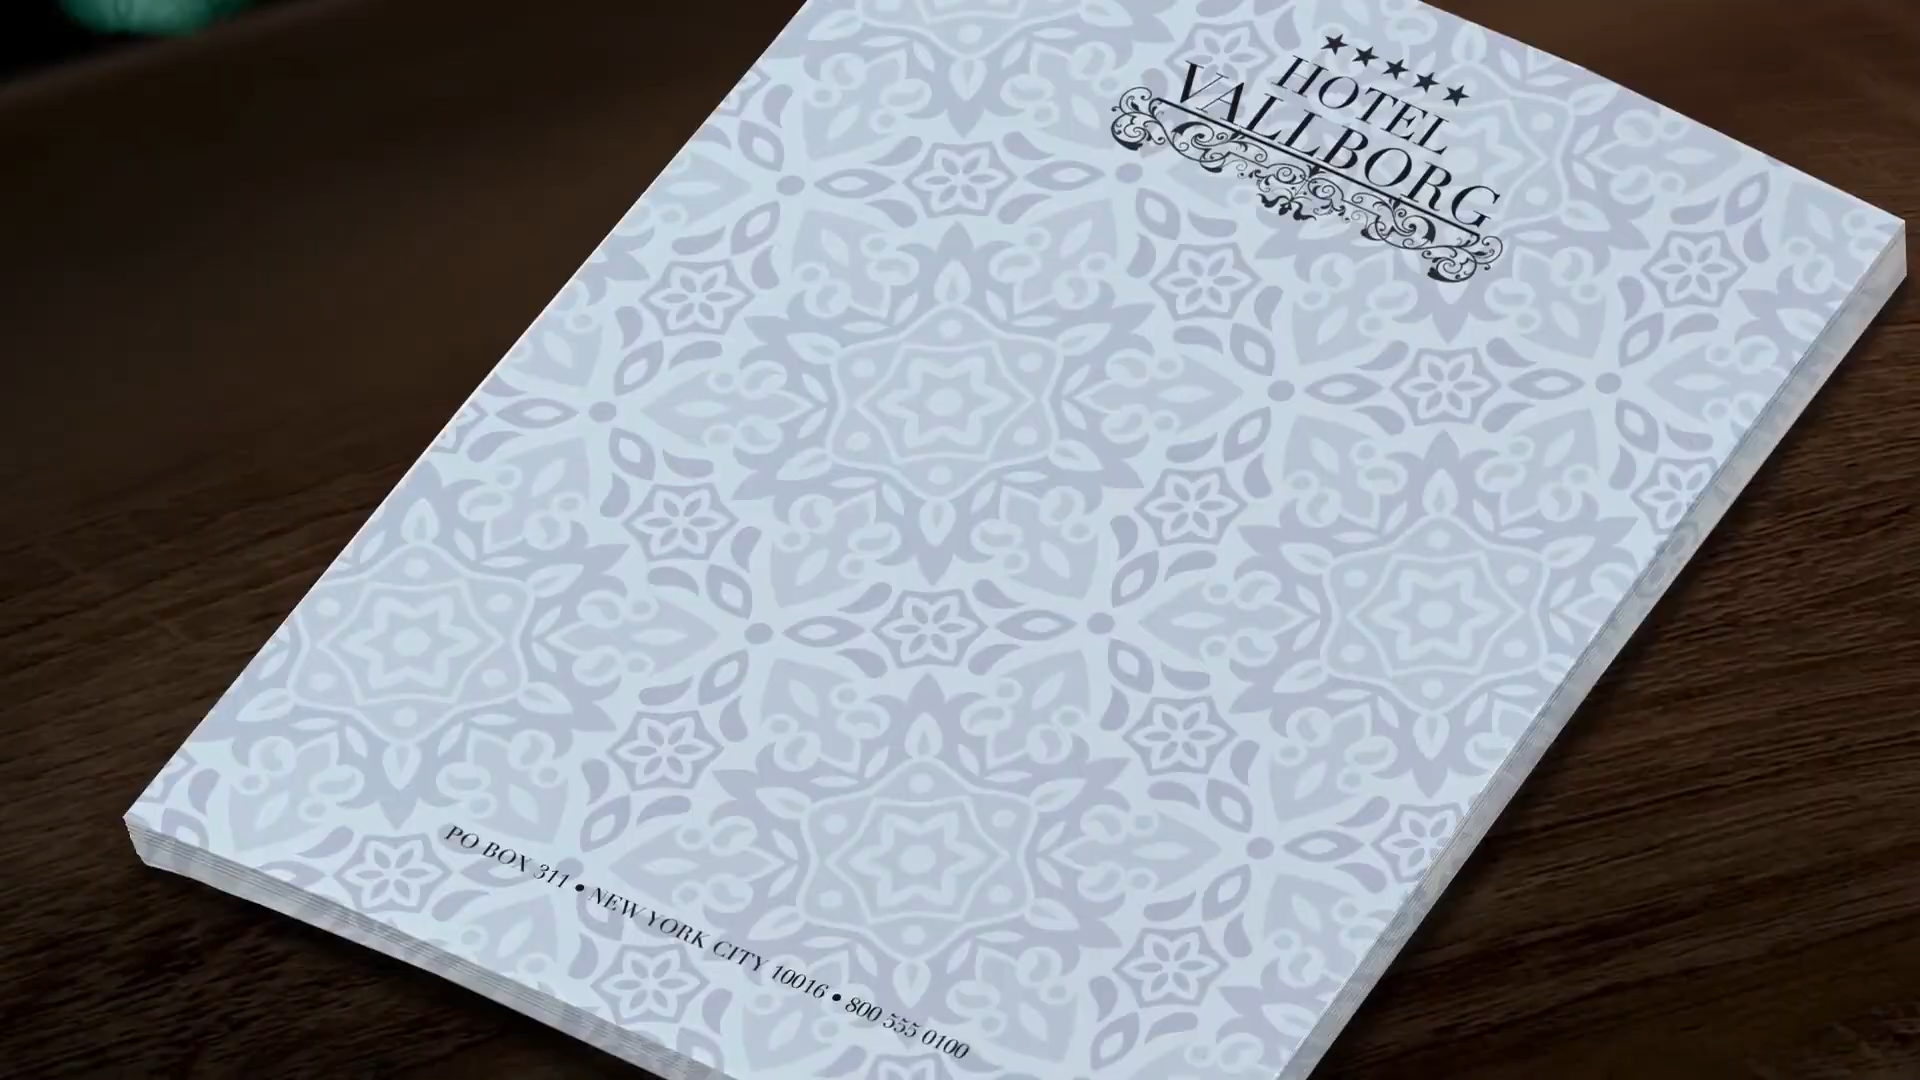 ★★★★★
HOTEL
VALLBORG
PO BOX 311 • NEW YORK CITY 10016 • 800 555 0100